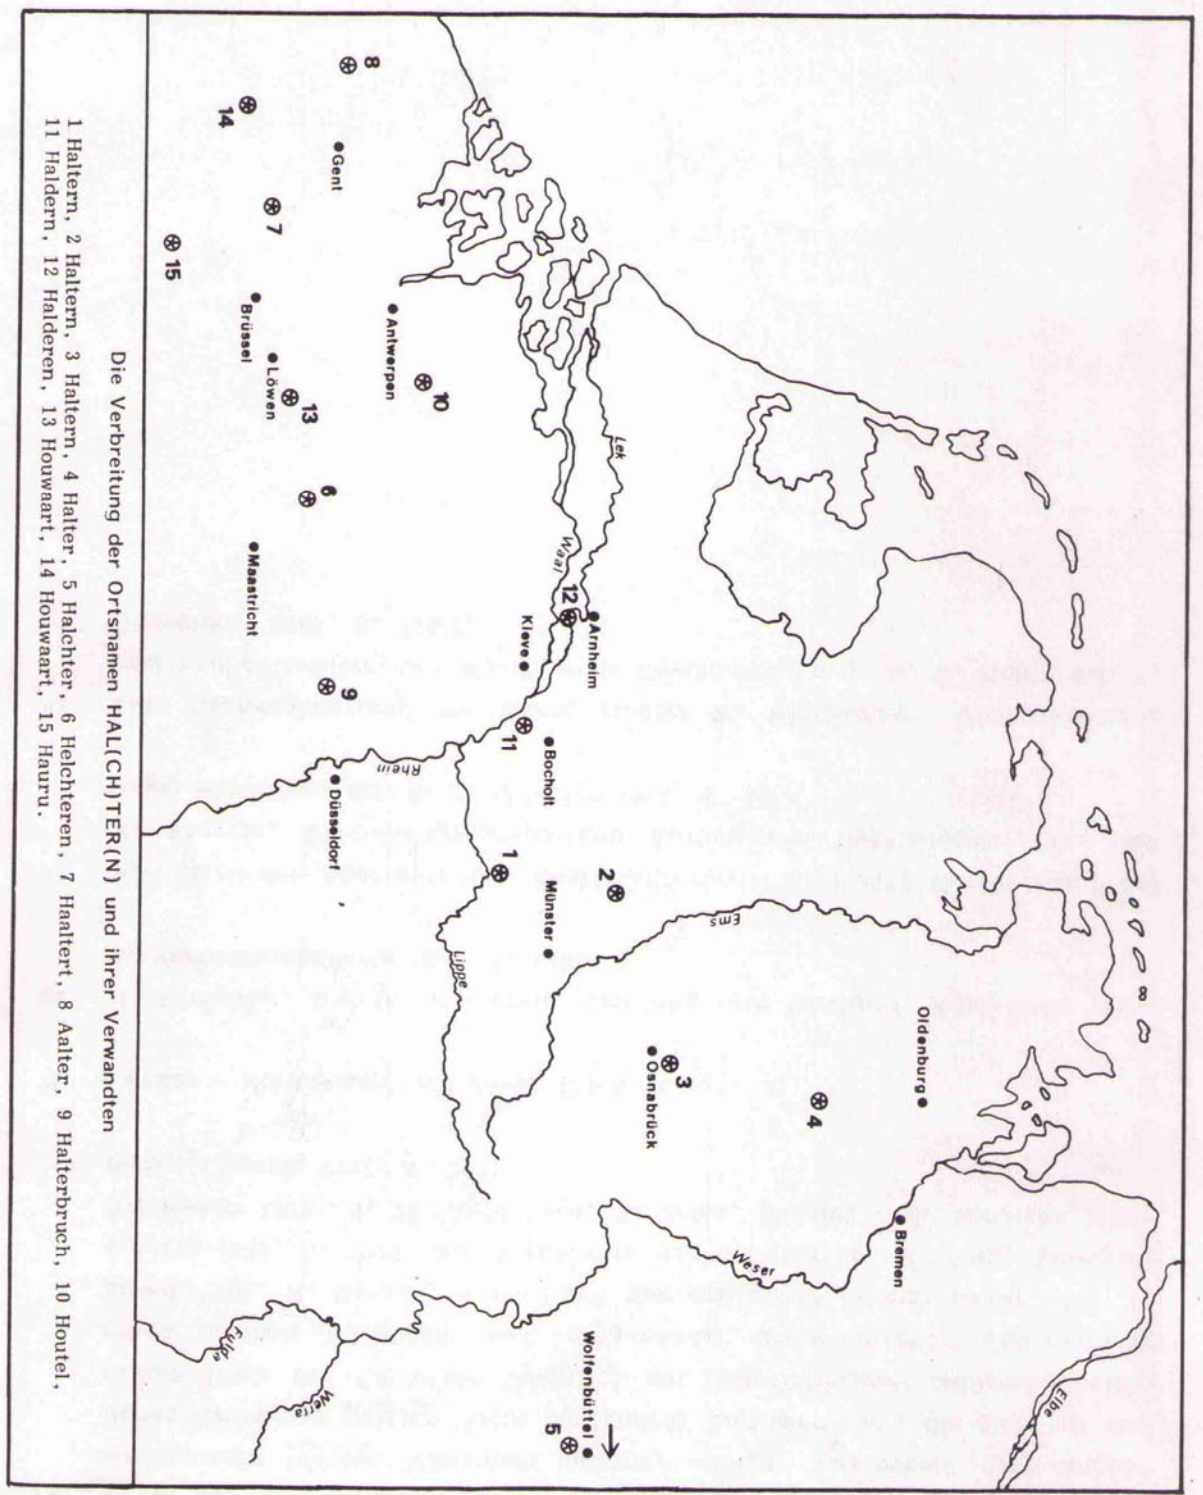 Elbe
Oldenburg
Bremen
Weser
4
Ems
3
Osnabrück
Lek
Arnheim
Waal
12
Kleve
Bocholt
11
2
Münster
1
Lippe
Wolfenbüttel
5
8
Gent
14
7
15
Antwerpen
10
Brüssel
Löwen
13
6
Maastricht
9
Rhein
Düsseldorf
Fulda
Werra
Die Verbreitung der Ortsnamen HAL(CH)TER(N) und ihrer Verwandten
1 Haltern, 2 Haltern, 3 Haltern, 4 Halter, 5 Halchter, 6 Helchteren, 7 Haaltert, 8 Aalter, 9 Halterbruch, 10 Houtel,
11 Haldern, 12 Halderen, 13 Houwaart, 14 Houwaart, 15 Hauru.